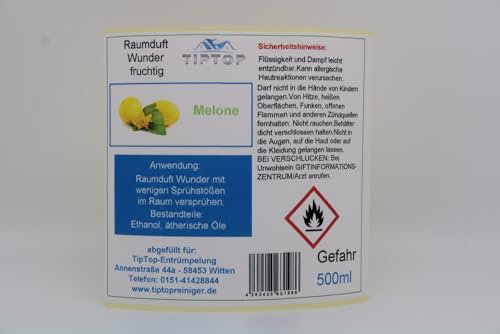 Raumduft
Wunder
fruchtig
TIPTOP
Melone
Anwendung:
Raumduft Wunder mit
wenigen Sprühstößen
im Raum versprühen.
Bestandteile:
Ethanol, ätherische Öle
abgefüllt für:
TipTop-Entrümpelung
Annenstraße 44a - 58453 Witten
Telefon: 0151-41428844
www.tiptopreiniger.de
Sicherheitshinweise:
Flüssigkeit und Dampf leicht
entzündbar.Kann allergische
Hautreaktionen verursachen.
Darf nicht in die Hände von Kindern
gelangen.Von Hitze, heißen
Oberflächen, Funken, offenen
Flammen und anderen Zündquellen
fernhalten. Nicht rauchen.Behälter
dicht verschlossen halten.Nicht in
die Augen, auf die Haut oder auf
die Kleidung gelangen lassen.
BEI VERSCHLUCKEN: Bei
Unwohlsein GIFTINFORMATIONS-
ZENTRUM/Arzt anrufen.
Gefahr
500ml